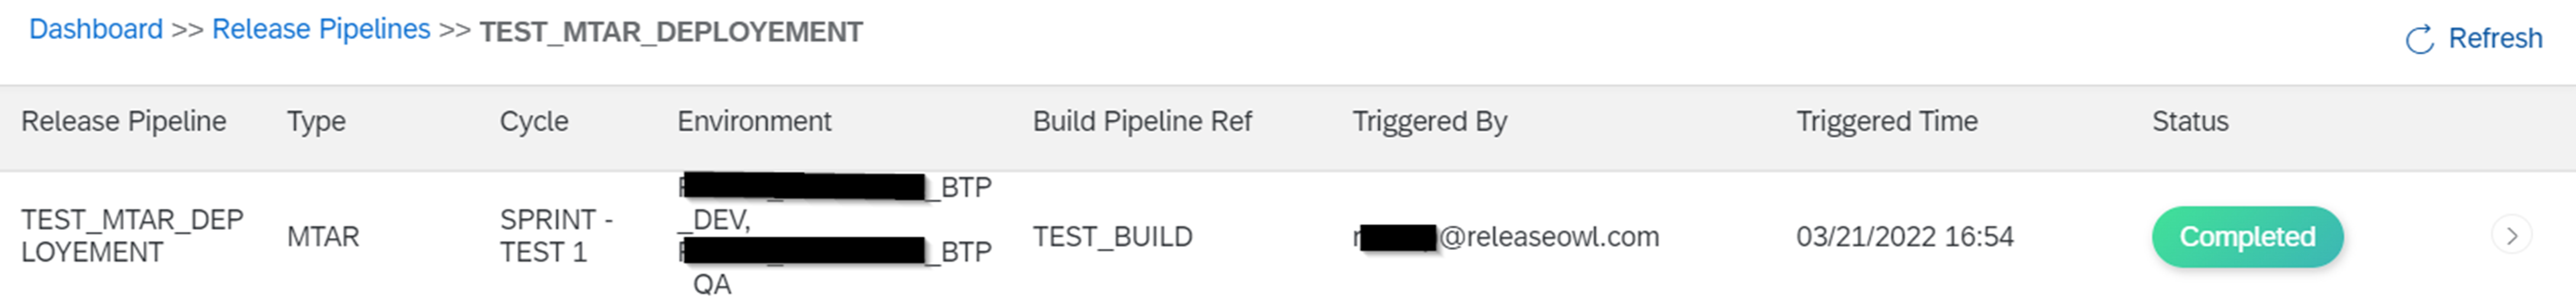 Dashboard >> Release Pipelines >> TEST_MTAR_DEPLOYEMENT
Refresh
Release Pipeline Type Cycle Environment Build Pipeline Ref Triggered By Triggered Time Status
TEST_MTAR_DEP
LOYEMENT
MTAR
SPRINT -
TEST 1
_BTP
_DEV,
_BTP
QA
TEST_BUILD
@releaseowl.com
03/21/2022 16:54
Completed